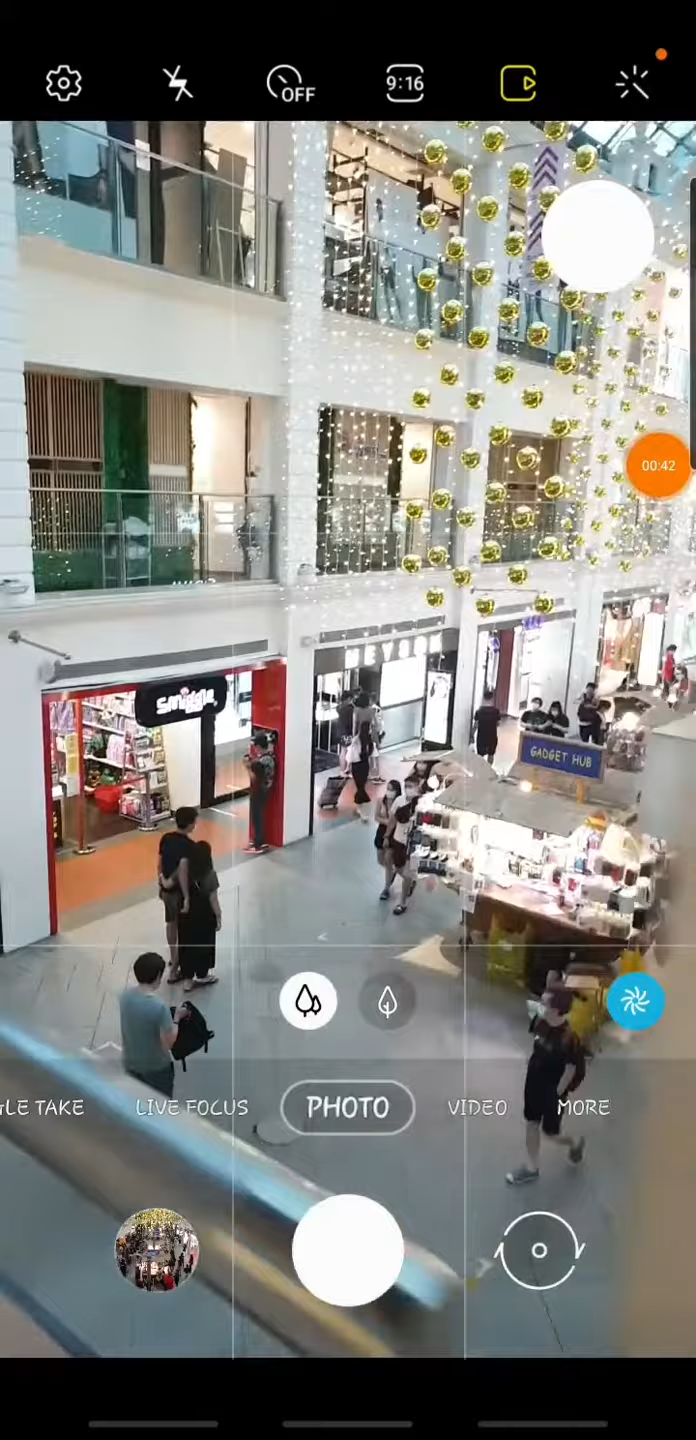 OFF
9:16
00:42
smiggle
GADGET HUB
GLE TAKE
LIVE FOCUS
PHOTO
VIDEO
MORE